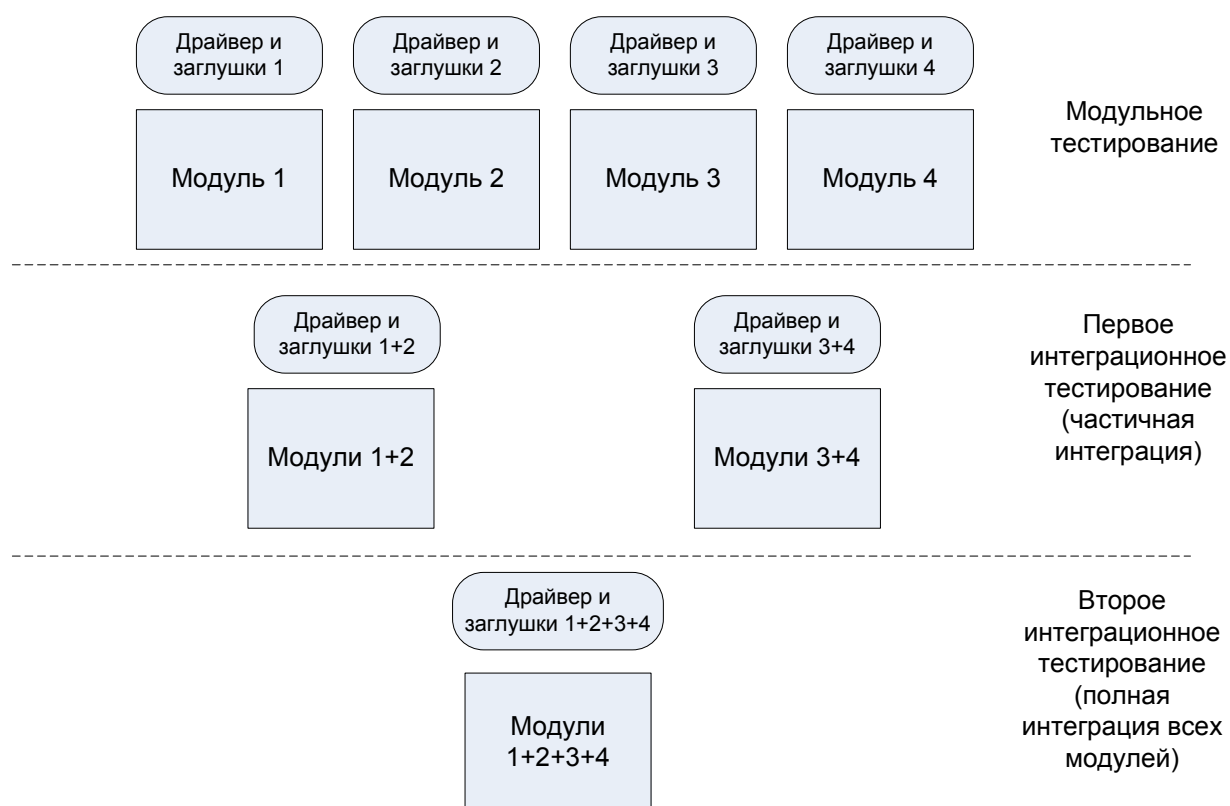 Драйвер и
заглушки 1
Драйвер и
заглушки 2
Драйвер и
заглушки 3
Драйвер и
заглушки 4
Модуль 1
Модуль 2
Модуль 3
Модуль 4
Модульное
тестирование
Драйвер и
заглушки 1+2
Драйвер и
заглушки 3+4
Модули 1+2
Модули 3+4
Первое
интеграционное
тестирование
(частичная
интеграция)
Драйвер и
заглушки 1+2+3+4
Модули
1+2+3+4
Второе
интеграционное
тестирование
(полная
интеграция всех
модулей)